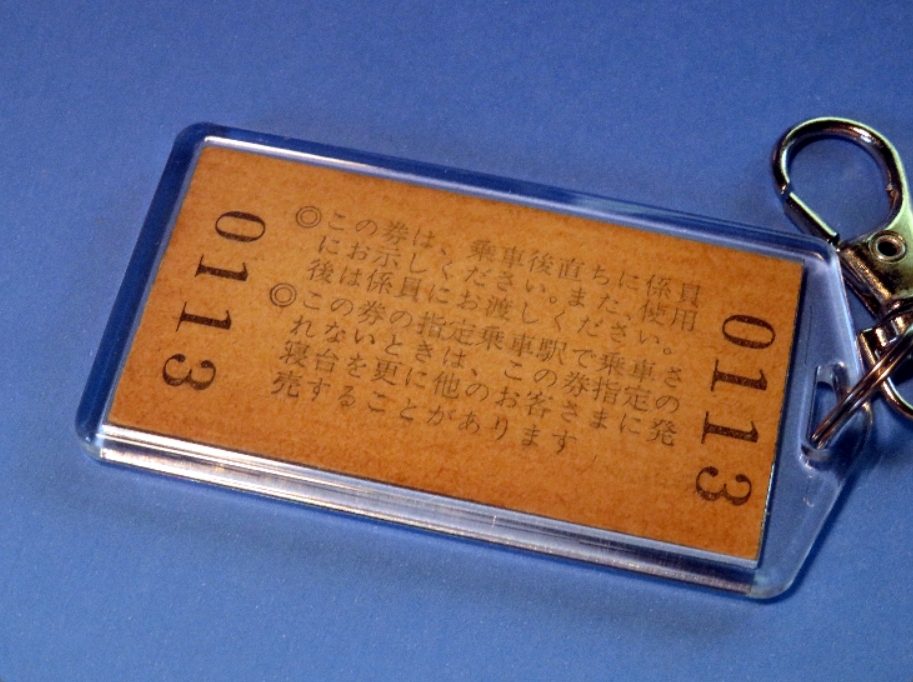 0113
◎この券は、乗車後直ちに係員
にお示しください。また、使用
後は係員にお渡しください。
◎この券の指定乗車駅で乗車さ
れないときは、この券指定の
寝台を更に他のお客さまに発
売することがあります
0113